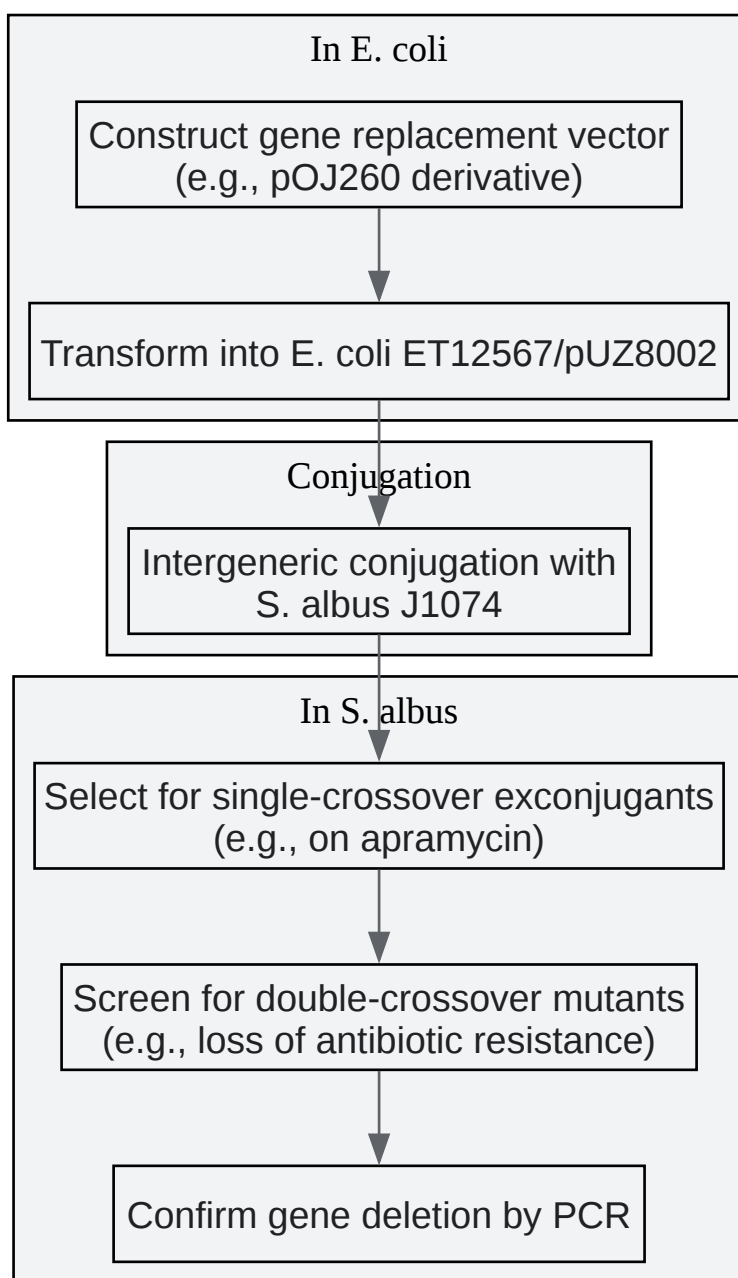 In E. coli
Construct gene replacement vector
(e.g., pOJ260 derivative)
Transform into E. coli ET12567/pUZ8002
Conjugation
Intergeneric conjugation with
S. albus J1074
In S. albus
Select for single-crossover exconjugants
(e.g., on apramycin)
Screen for double-crossover mutants
(e.g., loss of antibiotic resistance)
Confirm gene deletion by PCR